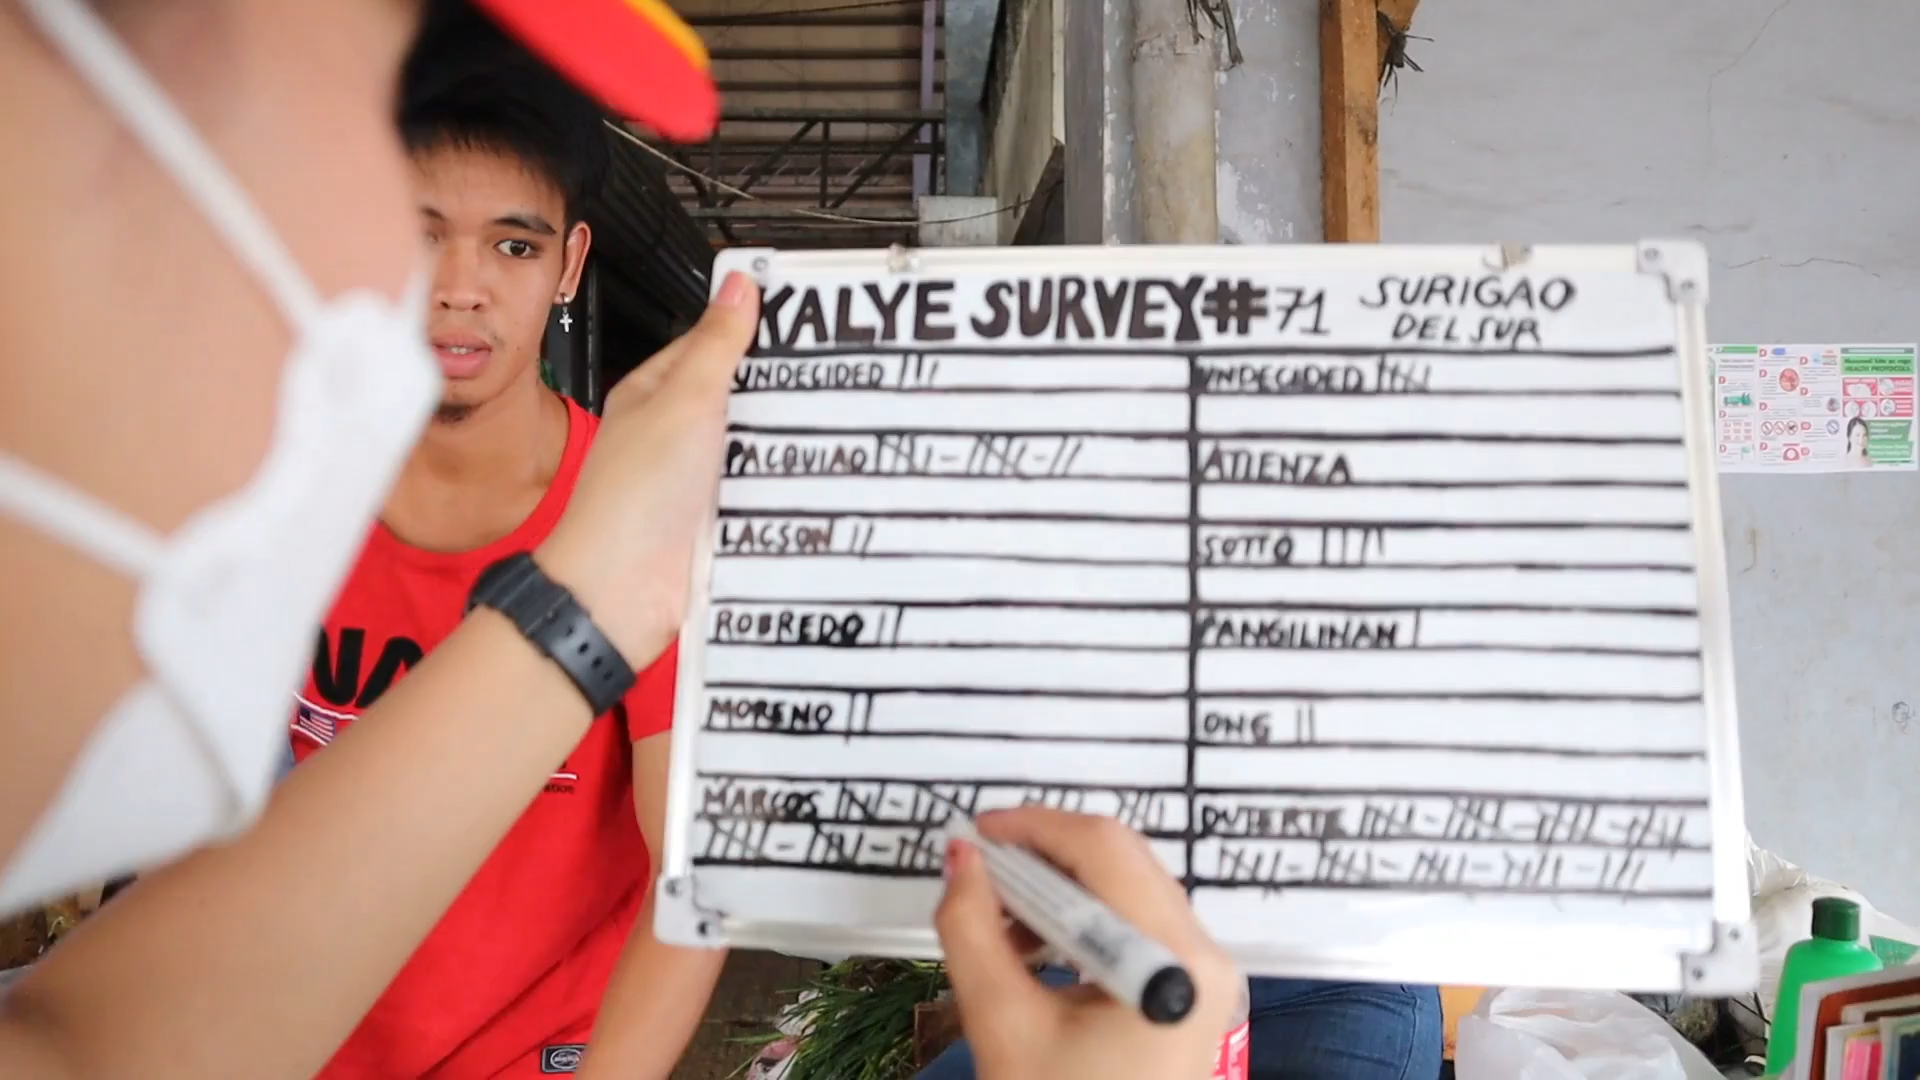 KALYE SURVEY #71 SURIGAO DEL SUR
UNDECIDED
UNDECIDED
PACQUIAO
ATIENZA
LACSON
SOTTO
ROBREDO
PANGILINAN
MORENO
ONG
MARCOS
DUTERTE